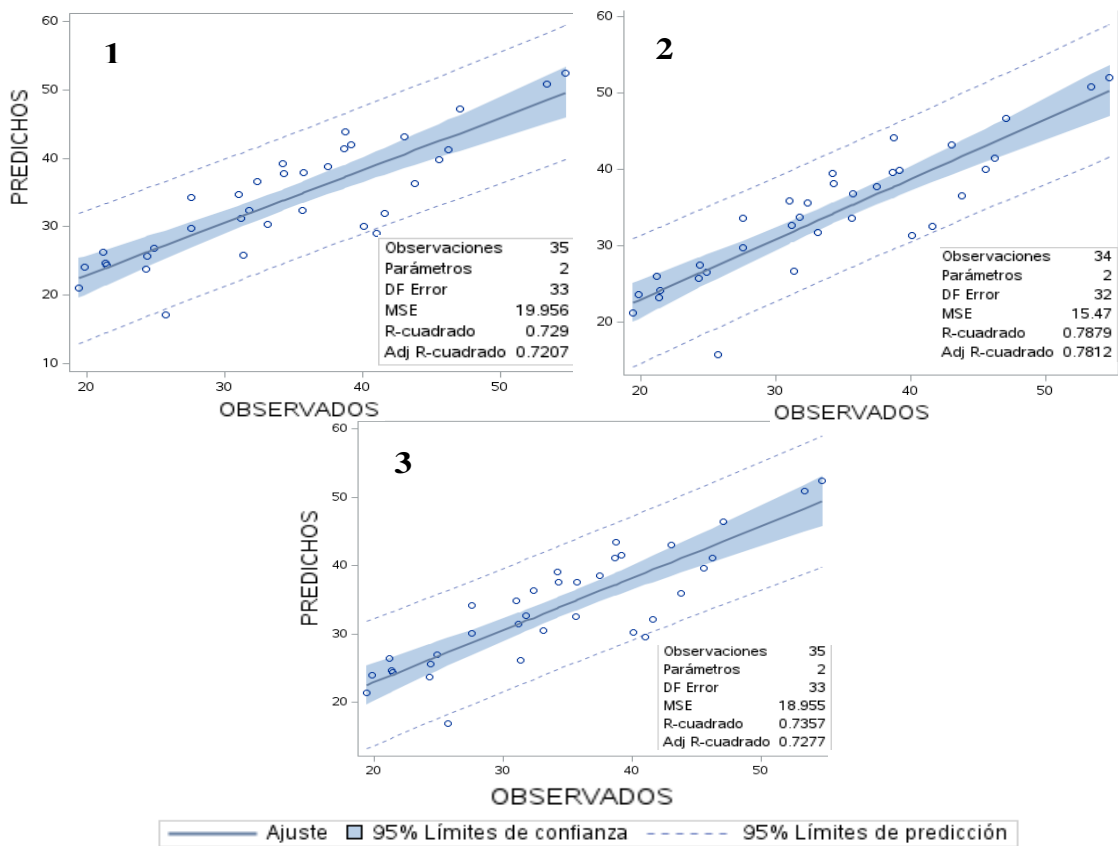 1
PREDICHOS
60
50
40
30
20
10
20 30 40 50
OBSERVADOS
Observaciones 35
Parámetros 2
DF Error 33
MSE 19.956
R-cuadrado 0.729
Adj R-cuadrado 0.7207
2
60
50
40
30
20
20 30 40 50
OBSERVADOS
Observaciones 34
Parámetros 2
DF Error 32
MSE 15.47
R-cuadrado 0.7879
Adj R-cuadrado 0.7812
3
PREDICHOS
60
50
40
30
20
20 30 40 50
OBSERVADOS
Observaciones 35
Parámetros 2
DF Error 33
MSE 18.955
R-cuadrado 0.7357
Adj R-cuadrado 0.7277
Ajuste 95% Límites de confianza 95% Límites de predicción